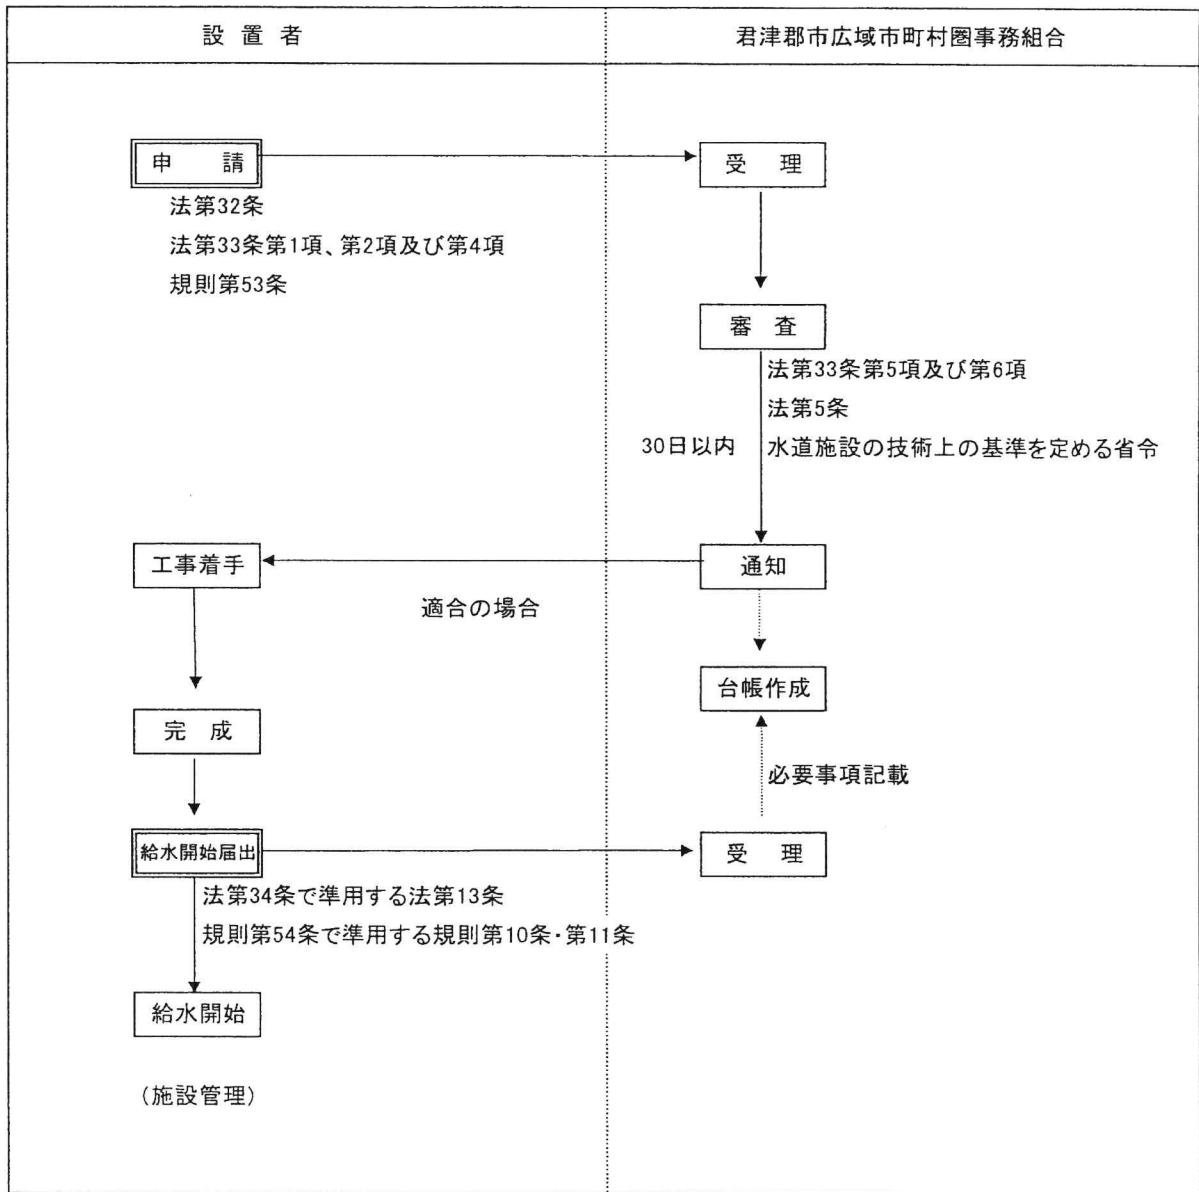 設置者
君津郡市広域市町村圏事務組合
申請
受理
法第32条
法第33条第1項、第2項及び第4項
規則第53条
審査
法第33条第5項及び第6項
法第5条
30日以内
水道施設の技術上の基準を定める省令
工事着手
通知
適合の場合
台帳作成
完成
必要事項記載
給水開始届出
受理
法第34条で準用する法第13条
規則第54条で準用する規則第10条・第11条
給水開始
(施設管理)